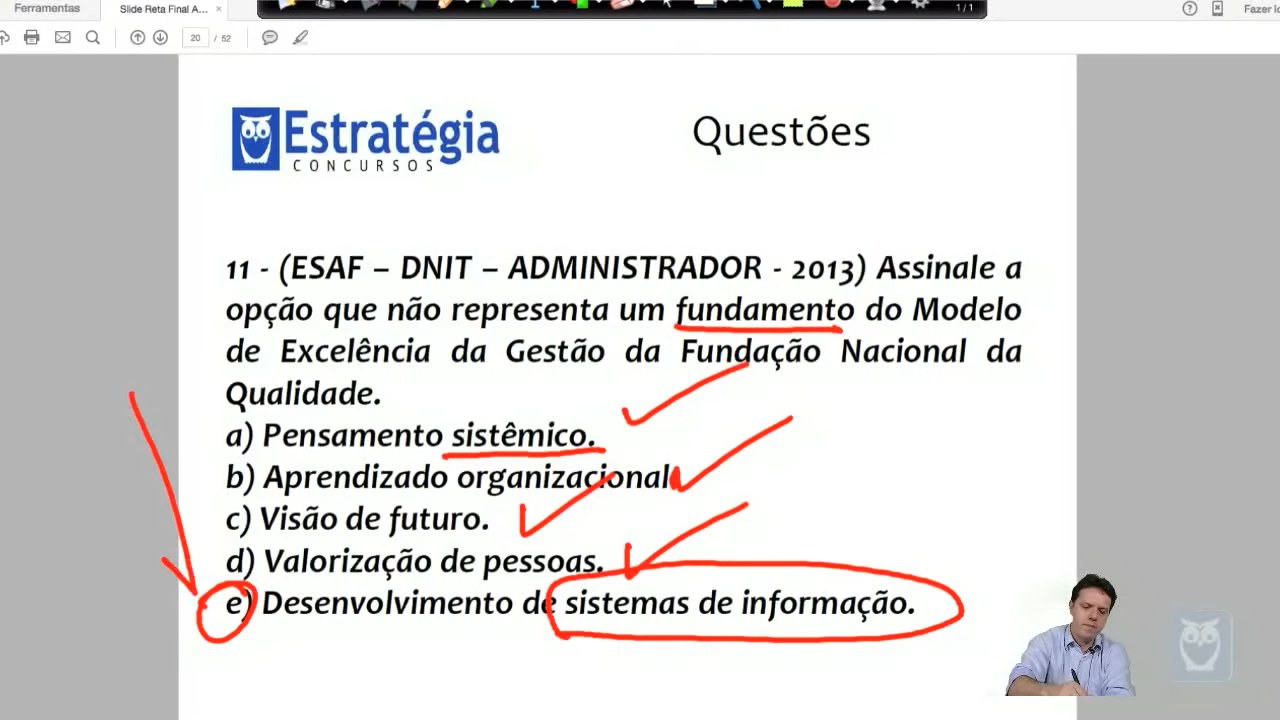 Ferramentas
Slide Reta Final A... ×
1 / 1
Fazer lo
20 / 52
Estratégia
CONCURSOS
Questões
11 - (ESAF – DNIT – ADMINISTRADOR - 2013) Assinale a
opção que não representa um fundamento do Modelo
de Excelência da Gestão da Fundação Nacional da
Qualidade.
a) Pensamento sistêmico.
b) Aprendizado organizacional
c) Visão de futuro.
d) Valorização de pessoas.
e) Desenvolvimento de sistemas de informação.